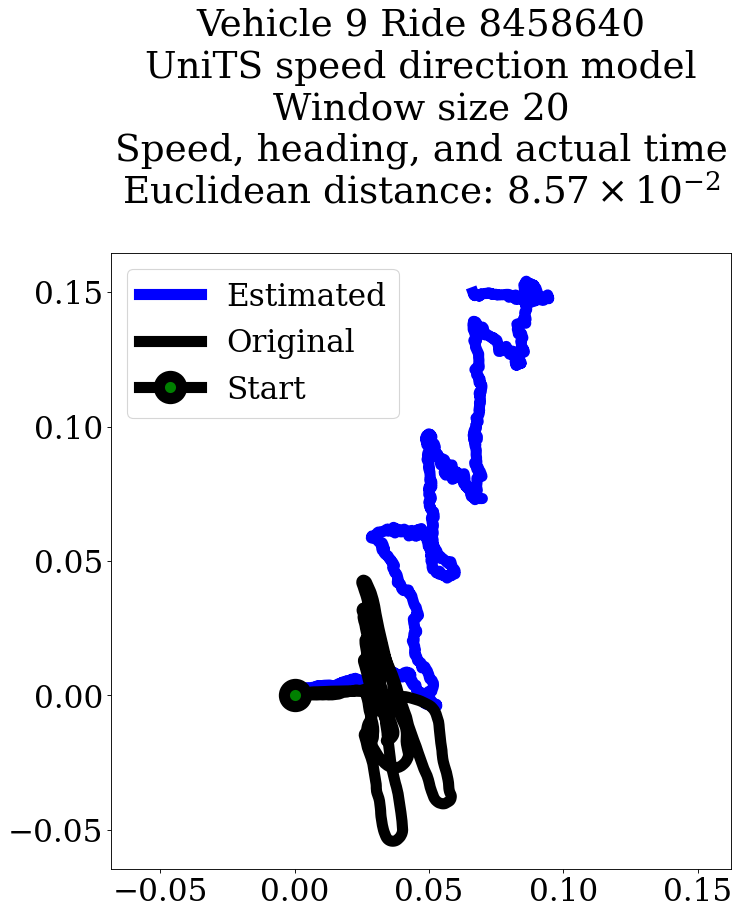 Vehicle 9 Ride 8458640
UniTS speed direction model
Window size 20
Speed, heading, and actual time
Euclidean distance: 8.57 × 10⁻²
Estimated
Original
Start
0.15
0.10
0.05
0.00
−0.05
−0.05 0.00 0.05 0.10 0.15